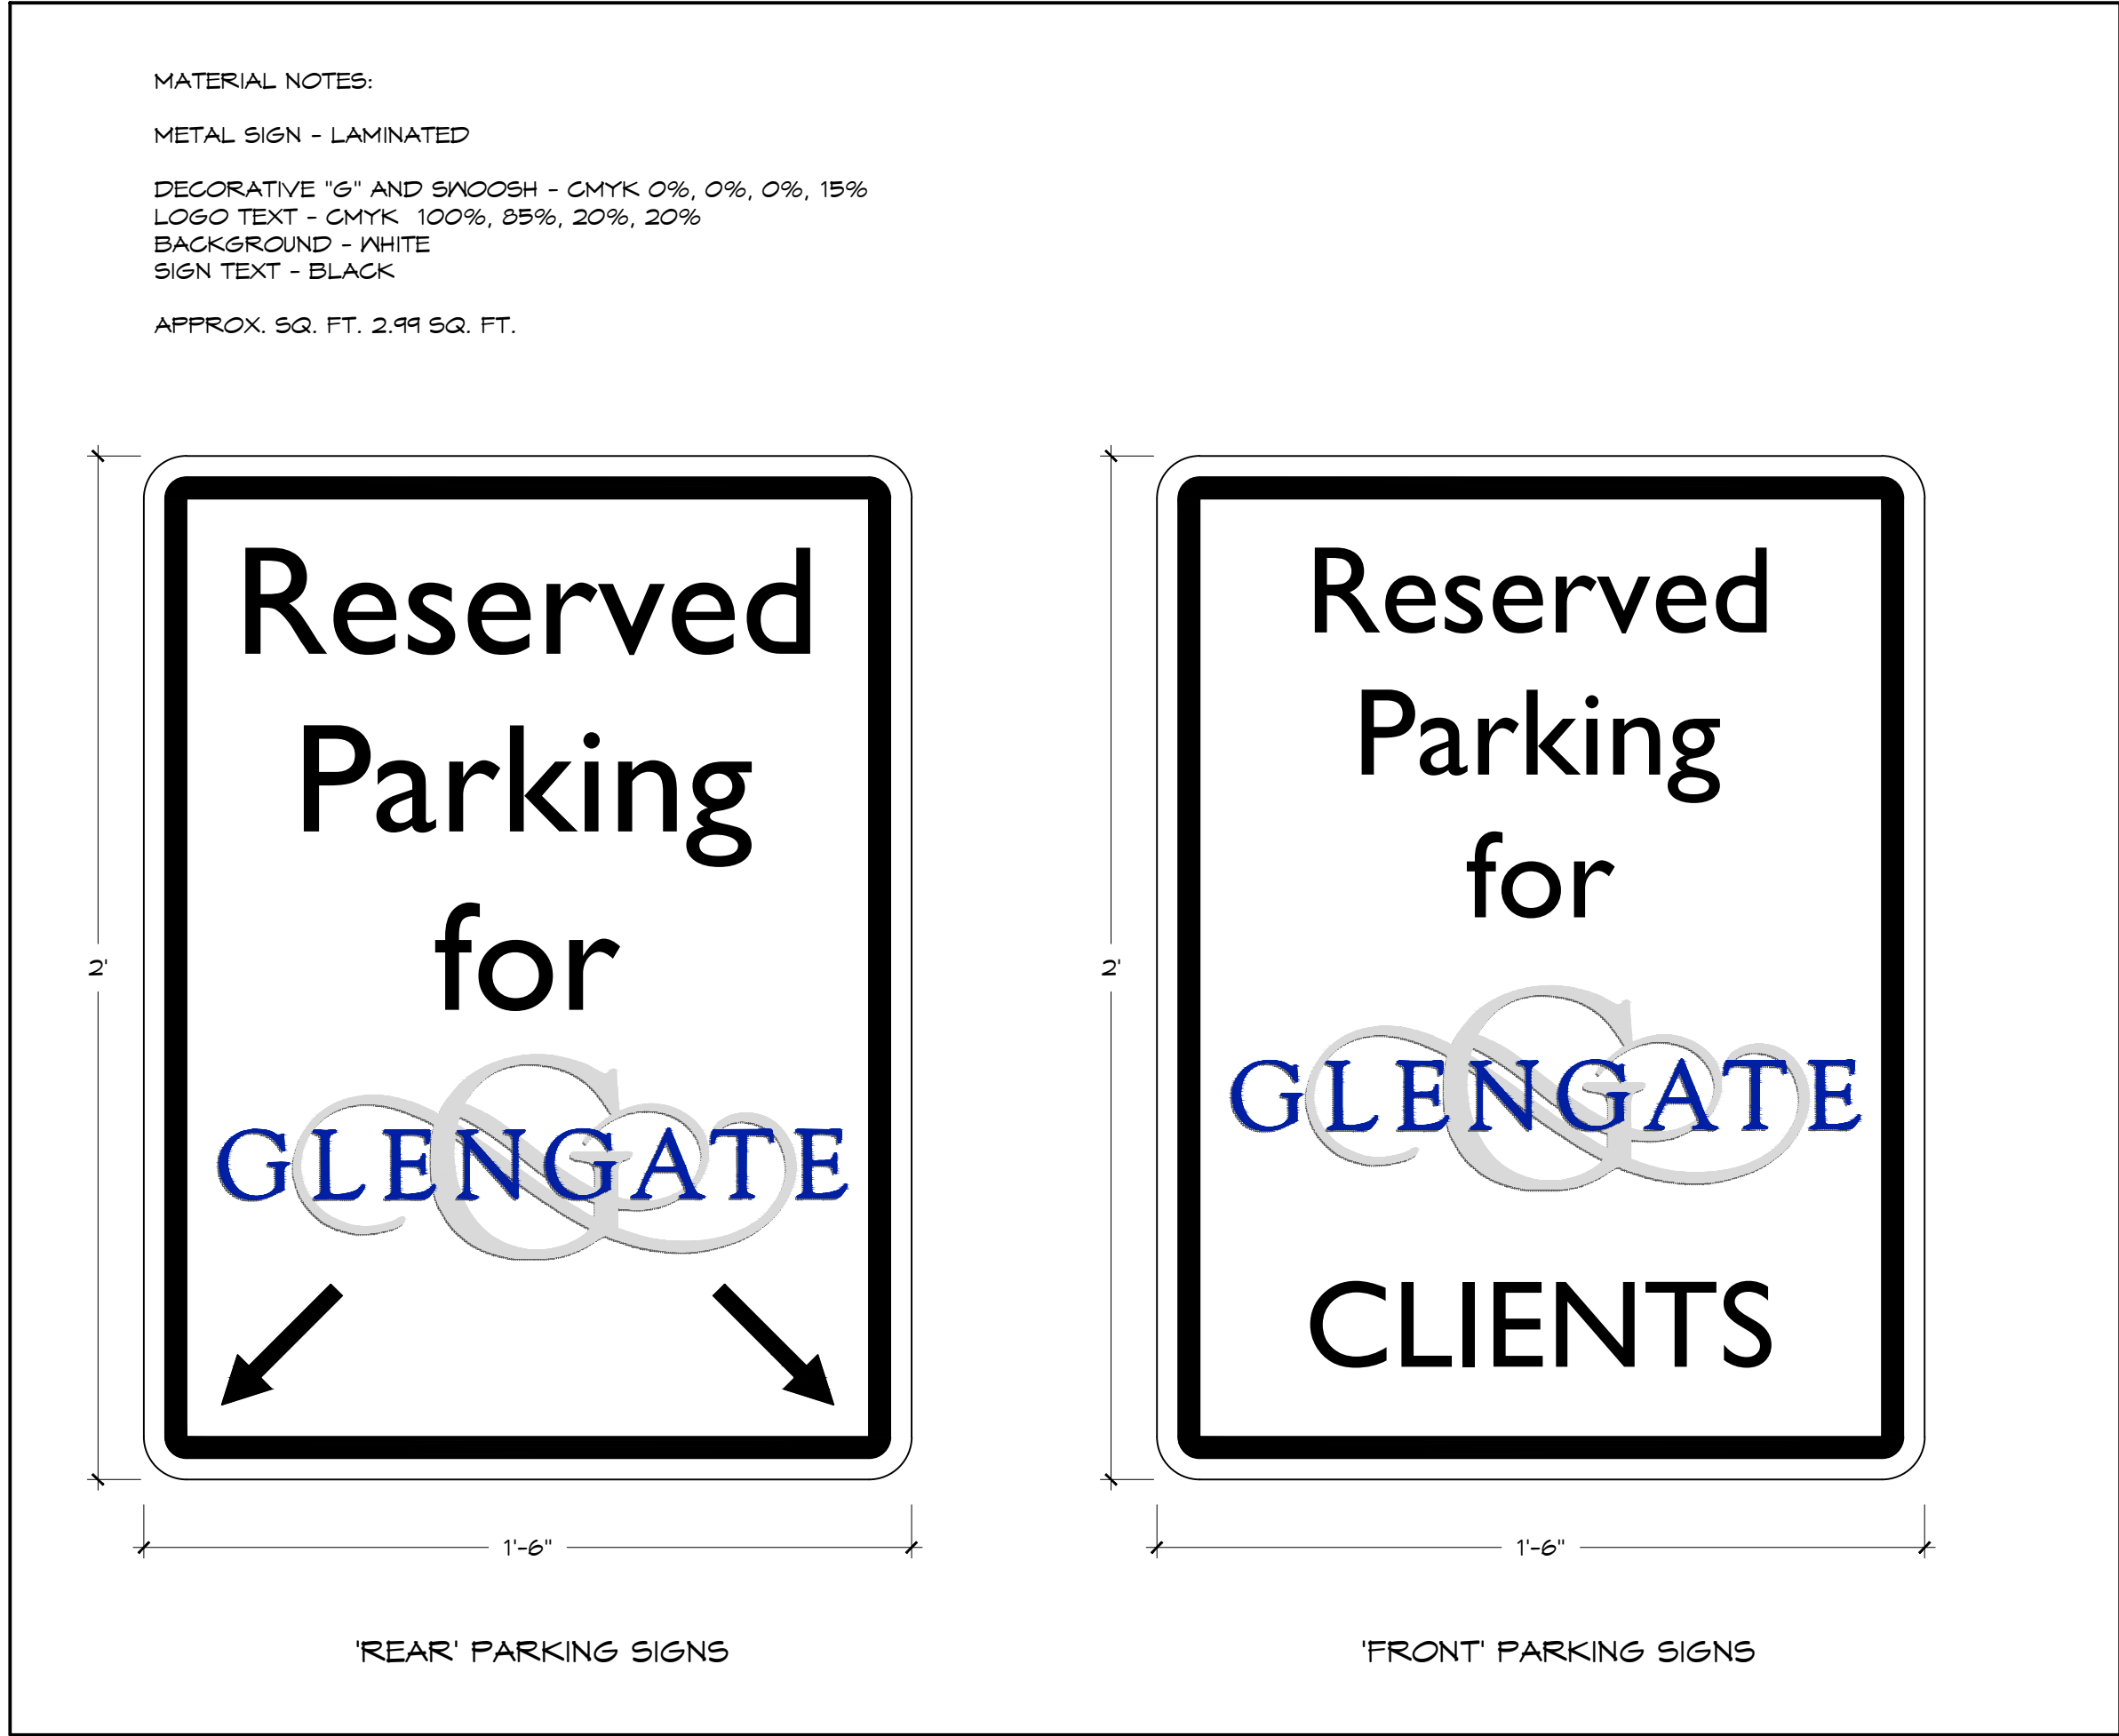 MATERIAL NOTES:
METAL SIGN - LAMINATED
DECORATIVE "G" AND SWOOSH - CMYK 0%, 0%, 0%, 15%
LOGO TEXT - CMYK 100%, 85%, 20%, 20%
BACKGROUND - WHITE
SIGN TEXT - BLACK
APPROX. SQ. FT. 2.99 SQ. FT.
Reserved
Parking
for
G
GLENGATE
2'
1'-6"
'REAR' PARKING SIGNS
Reserved
Parking
for
G
GLENGATE
CLIENTS
2'
1'-6"
'FRONT' PARKING SIGNS